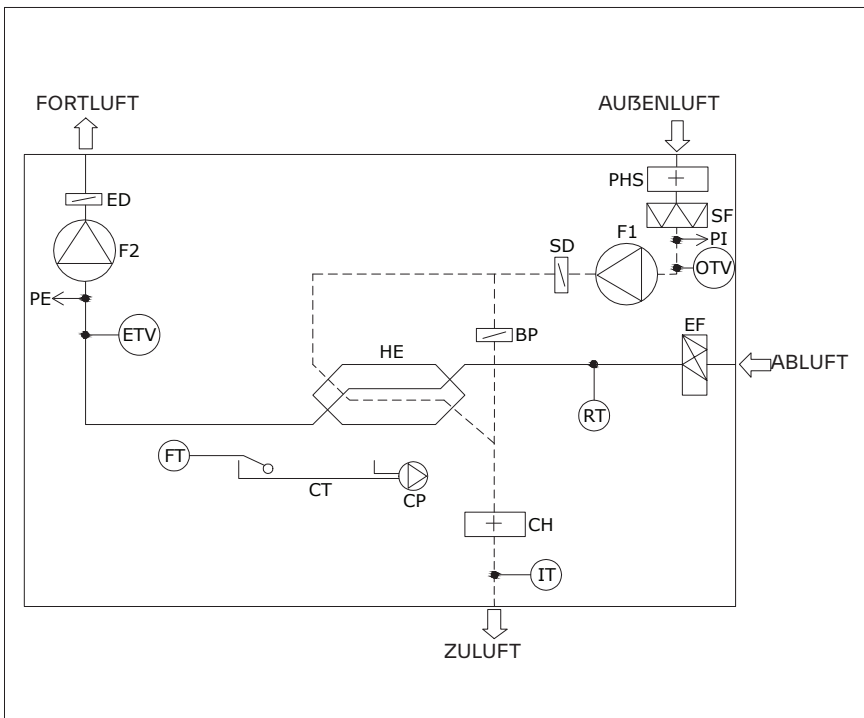 FORTLUFT
AUßENLUFT
PHS
ED
SF
F2
F1
PI
SD
OTV
PE
ETV
BP
EF
HE
ABLUFT
RT
FT
CT
CP
CH
IT
ZULUFT